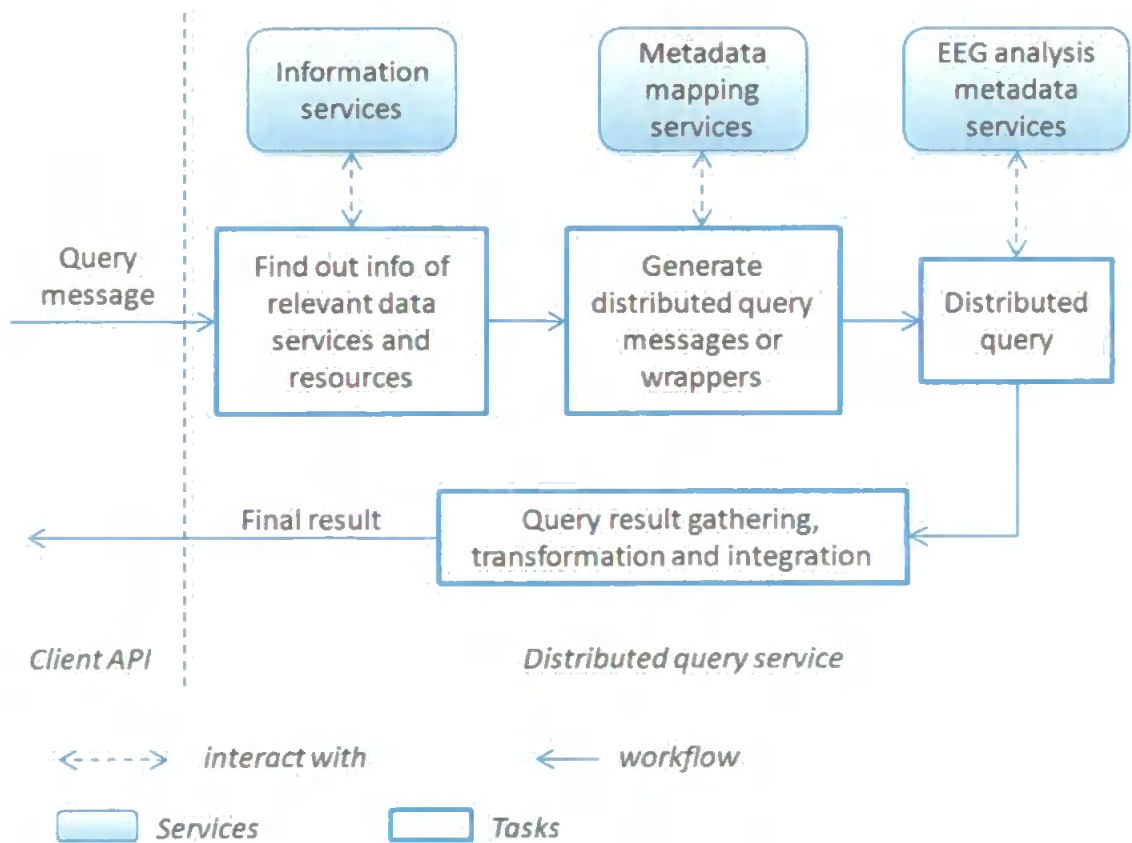 Information
services
Metadata
mapping
services
EEG analysis
metadata
services
Query
message
Find out info of
relevant data
services and
resources
Generate
distributed query
messages or
wrappers
Distributed
query
Final result
Query result gathering,
transformation and integration
Client API
Distributed query service
interact with
workflow
Services
Tasks